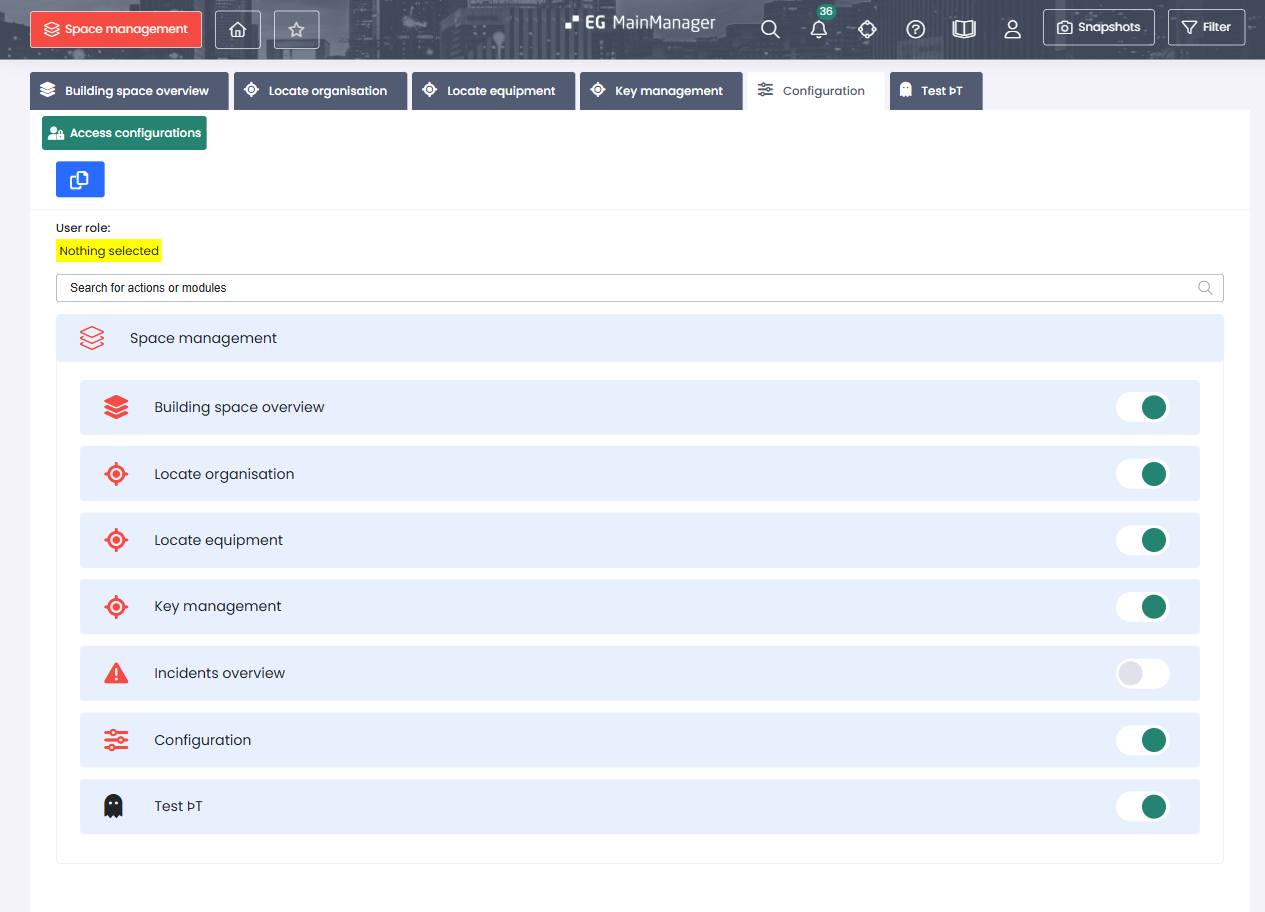 Space management
EG MainManager
36
Snapshots
Filter
Building space overview
Locate organisation
Locate equipment
Key management
Configuration
Test ÞT
Access configurations
User role:
Nothing selected
Search for actions or modules
Space management
Building space overview
Locate organisation
Locate equipment
Key management
Incidents overview
Configuration
Test ÞT